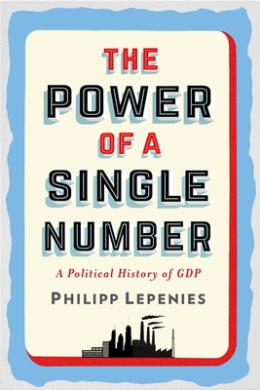 THE
POWER
OF A
SINGLE
NUMBER
A Political History of GDP
PHILIPP LEPENIES